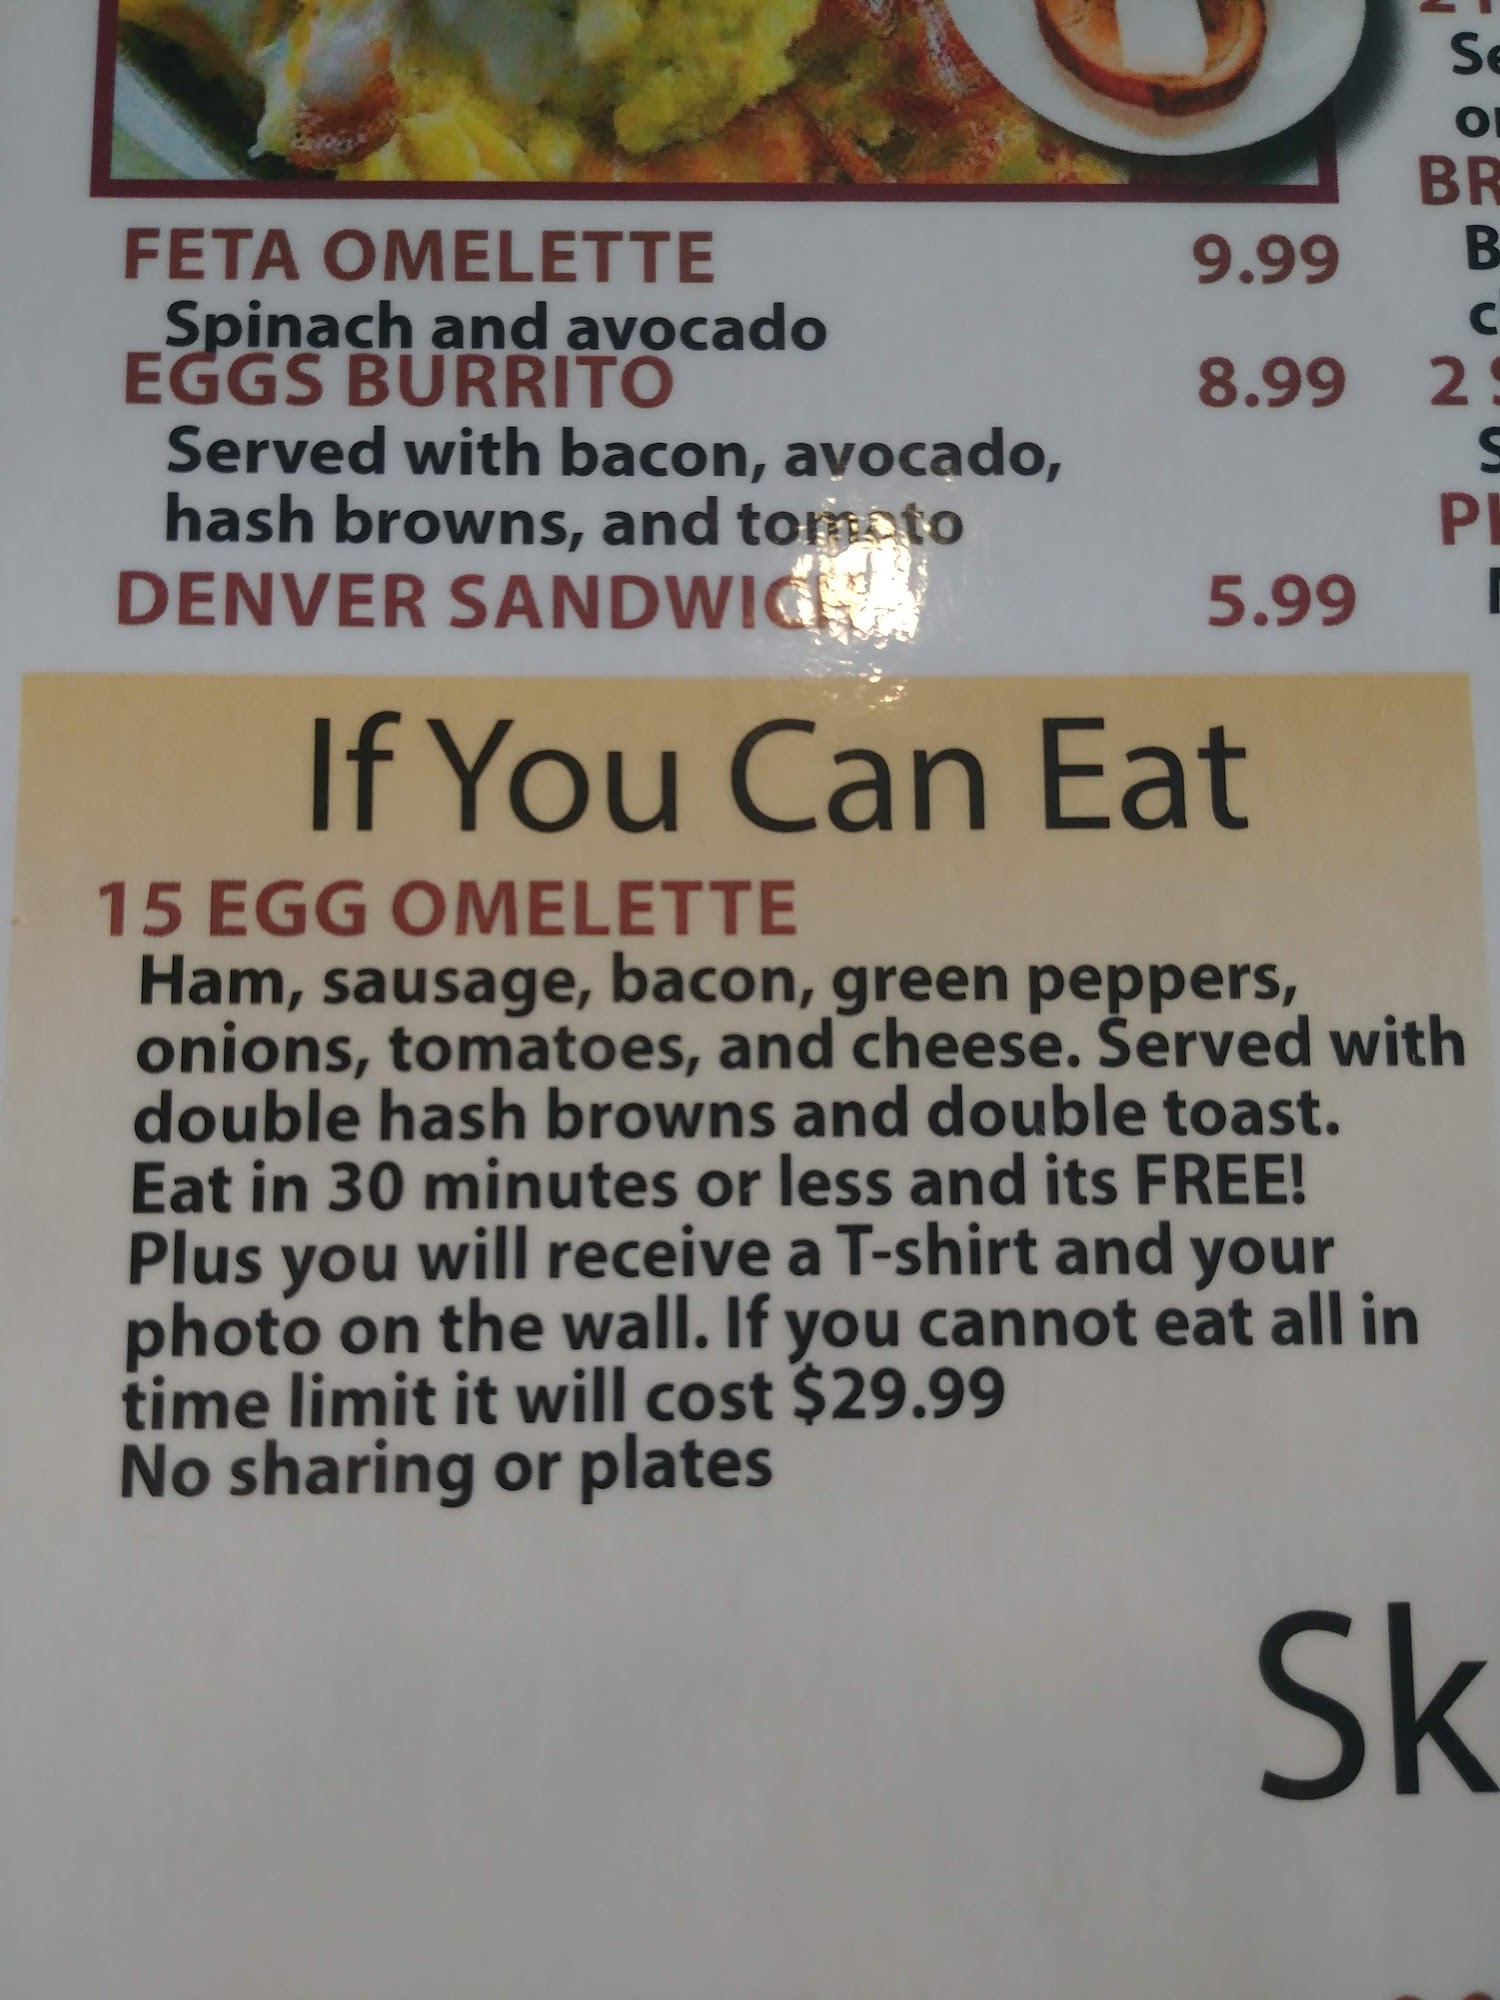 FETA OMELETTE 9.99
Spinach and avocado
EGGS BURRITO 8.99
Served with bacon, avocado,
hash browns, and tomato
DENVER SANDWICH 5.99
If You Can Eat
15 EGG OMELETTE
Ham, sausage, bacon, green peppers,
onions, tomatoes, and cheese. Served with
double hash browns and double toast.
Eat in 30 minutes or less and its FREE!
Plus you will receive a T-shirt and your
photo on the wall. If you cannot eat all in
time limit it will cost $29.99
No sharing or plates